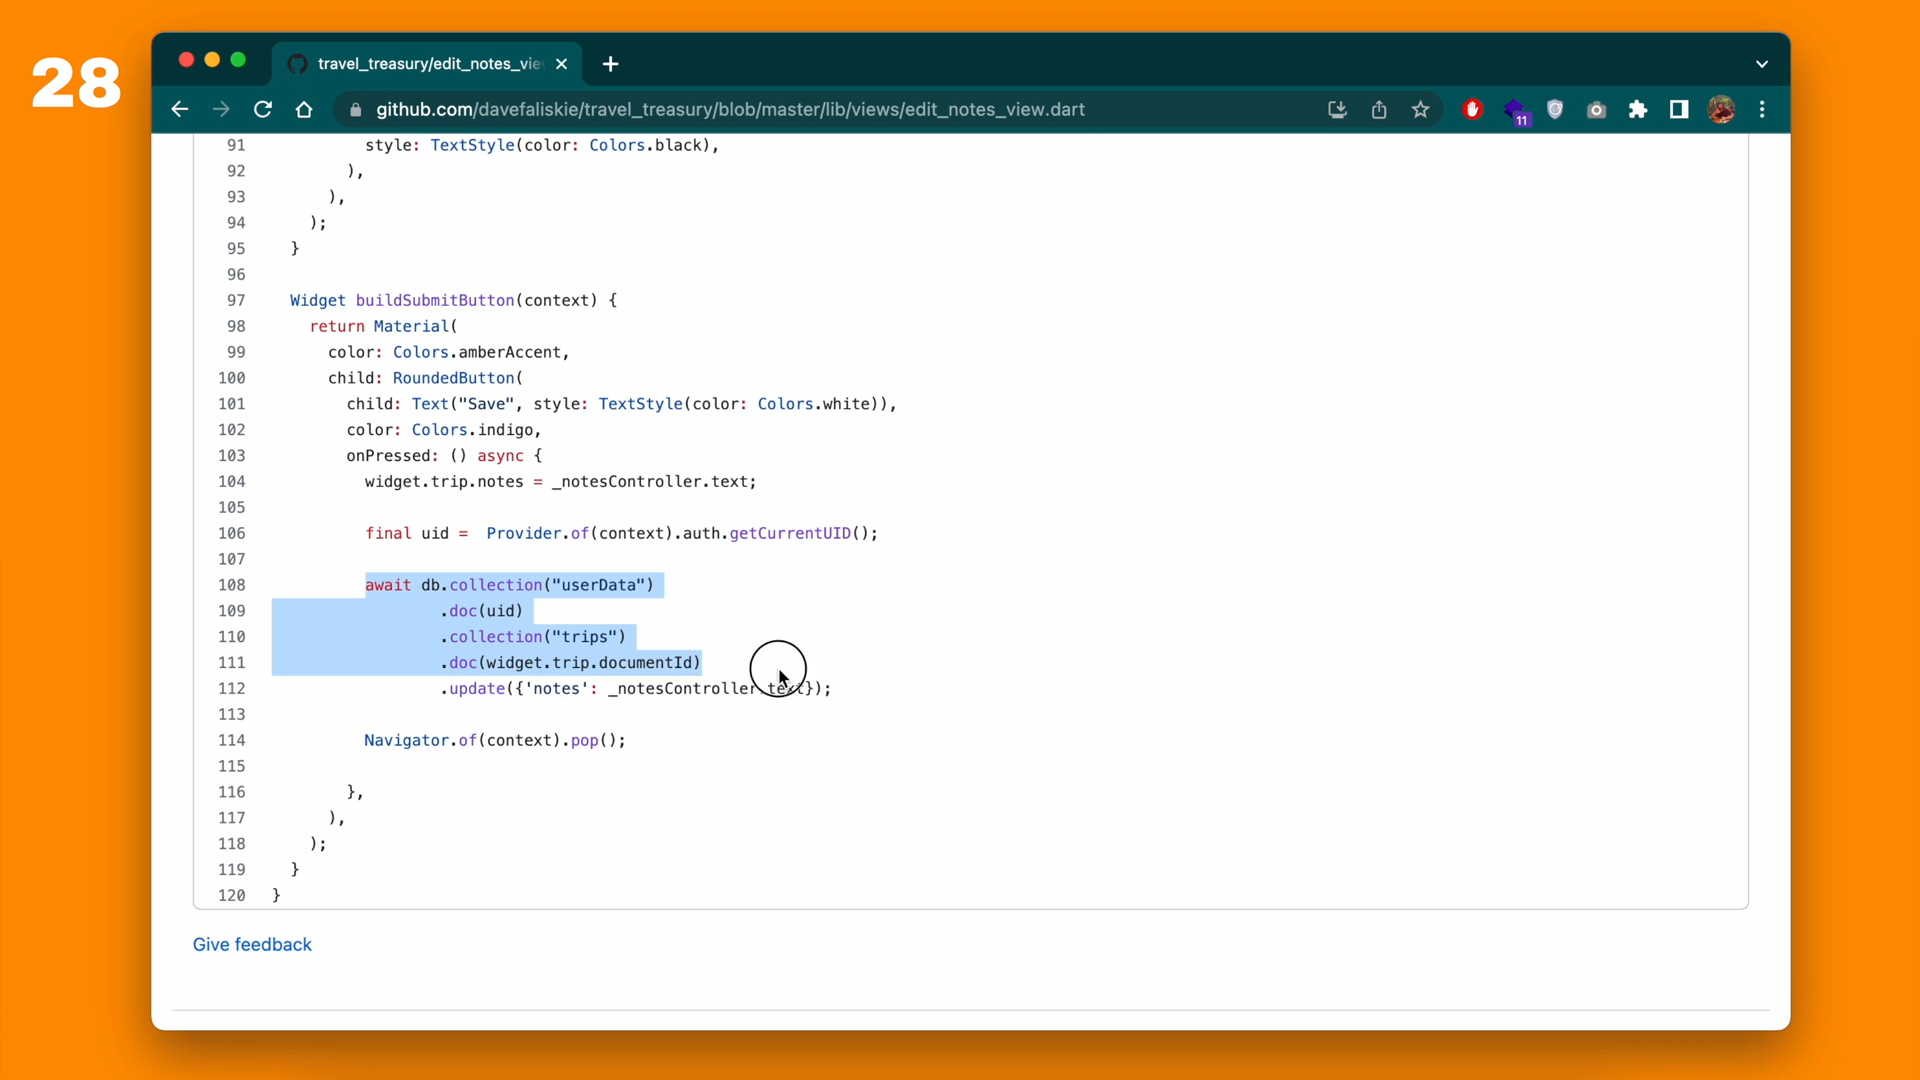 28
travel_treasury/edit_notes_vie
github.com/davefaliskie/travel_treasury/blob/master/lib/views/edit_notes_view.dart
11
91 style: TextStyle(color: Colors.black),
92 ),
93 ),
94 );
95 }
96
97 Widget buildSubmitButton(context) {
98 return Material(
99 color: Colors.amberAccent,
100 child: RoundedButton(
101 child: Text("Save", style: TextStyle(color: Colors.white)),
102 color: Colors.indigo,
103 onPressed: () async {
104 widget.trip.notes = _notesController.text;
105
106 final uid =  Provider.of(context).auth.getCurrentUID();
107
108 await db.collection("userData")
109 .doc(uid)
110 .collection("trips")
111 .doc(widget.trip.documentId)
112 .update({'notes': _notesController.text});
113
114 Navigator.of(context).pop();
115
116 },
117 ),
118 );
119 }
120 }
Give feedback